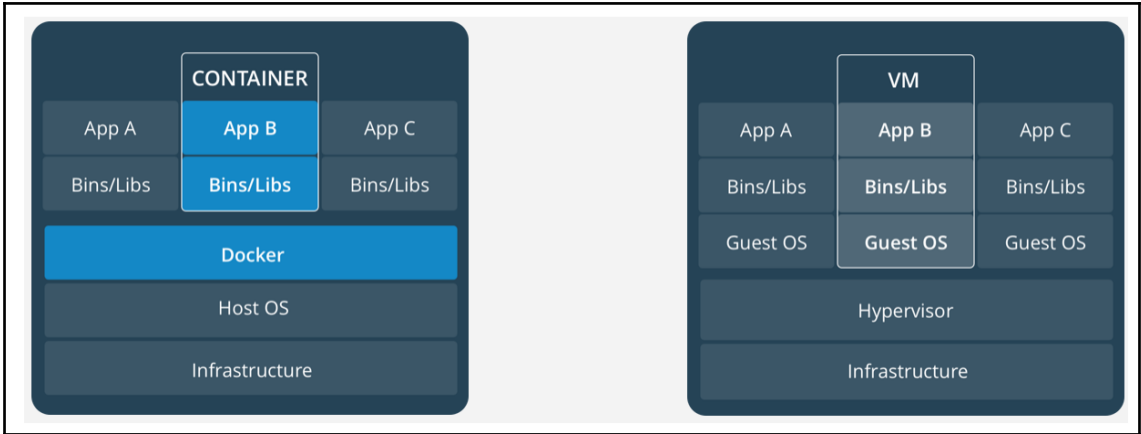 CONTAINER
App A App B App C
Bins/Libs Bins/Libs Bins/Libs
Docker
Host OS
Infrastructure
VM
App A App B App C
Bins/Libs Bins/Libs Bins/Libs
Guest OS Guest OS Guest OS
Hypervisor
Infrastructure